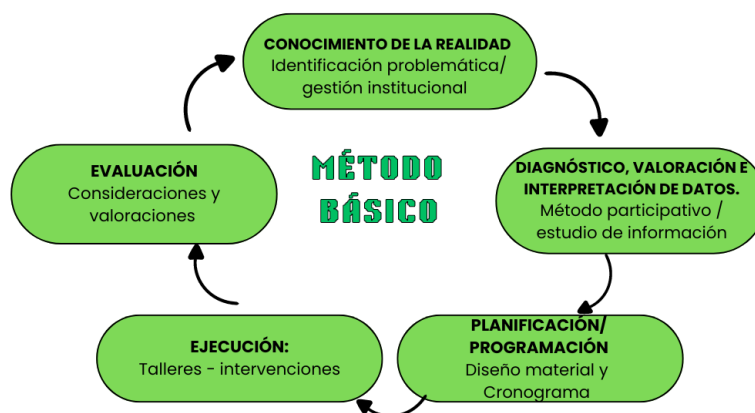 CONOCIMIENTO DE LA REALIDAD
Identificación problemática/
gestión institucional
DIAGNÓSTICO, VALORACIÓN E
INTERPRETACIÓN DE DATOS.
Método participativo /
estudio de información
PLANIFICACIÓN/
PROGRAMACIÓN
Diseño material y
Cronograma
EJECUCIÓN:
Talleres - intervenciones
EVALUACIÓN
Consideraciones y
valoraciones
MÉTODO
BÁSICO